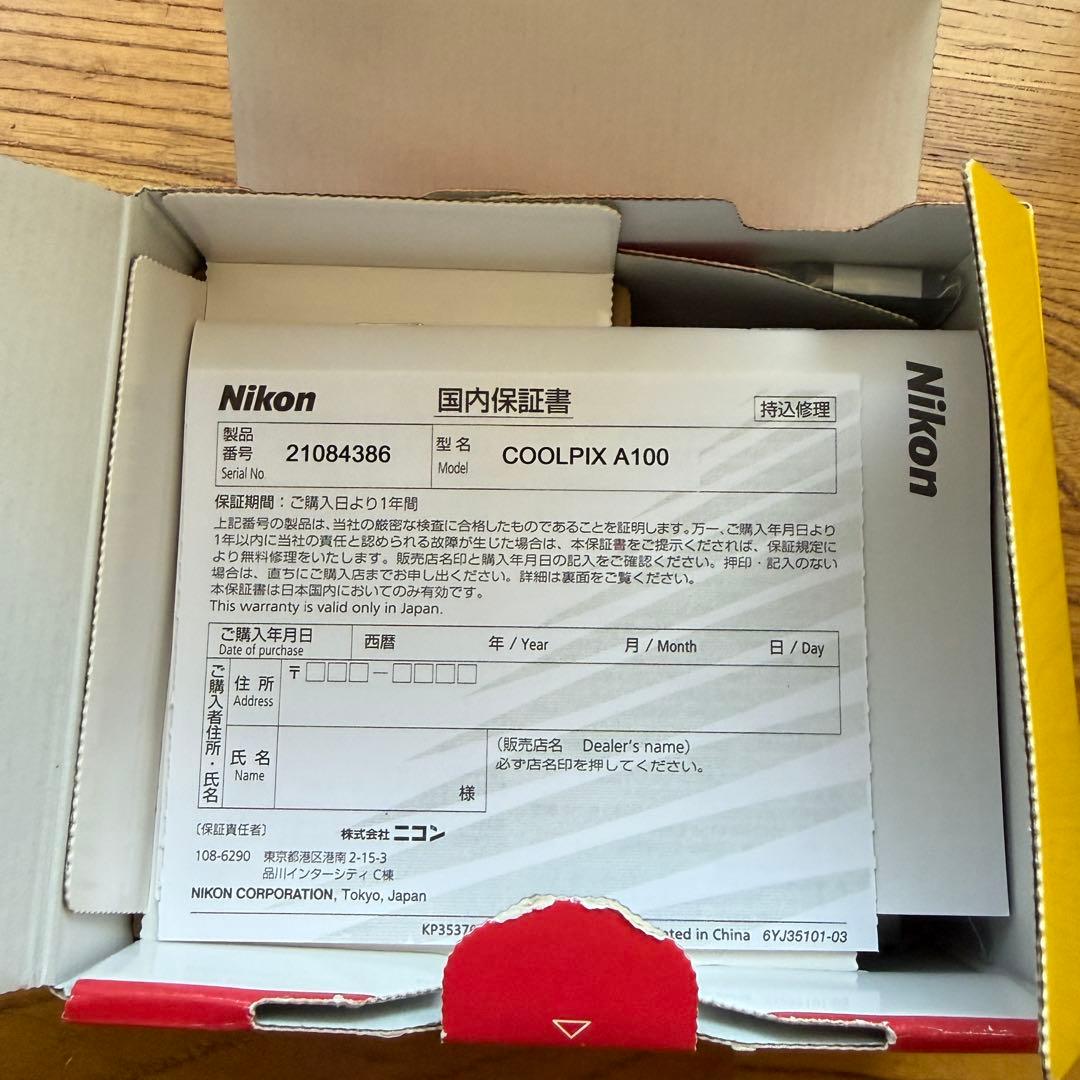 Nikon
国内保証書
持込修理
製品番号 Serial No
21084386
型名 Model
COOLPIX A100
保証期間：ご購入日より1年間
上記番号の製品は、当社の厳密な検査に合格したものであることを証明します。万一、ご購入年月日より
1年以内に当社の責任と認められる故障が生じた場合は、本保証書をご提示くだされば、保証規定に
より無料修理をいたします。販売店名印と購入年月日の記入をご確認ください。押印・記入のない
場合は、直ちにご購入店までお申し出ください。詳細は裏面をご覧ください。
本保証書は日本国内においてのみ有効です。
This warranty is valid only in Japan.
ご購入年月日
Date of purchase
西暦 年 / Year 月 / Month 日 / Day
ご購入者住所・氏名
住所
Address
〒□□□-□□□□
氏名
Name
様
（販売店名 Dealer's name）
必ず店名印を押してください。
〔保証責任者〕
株式会社 ニコン
108-6290 東京都港区港南2-15-3
品川インターシティC棟
NIKON CORPORATION, Tokyo, Japan
in China 6YJ35101-03
Nikon